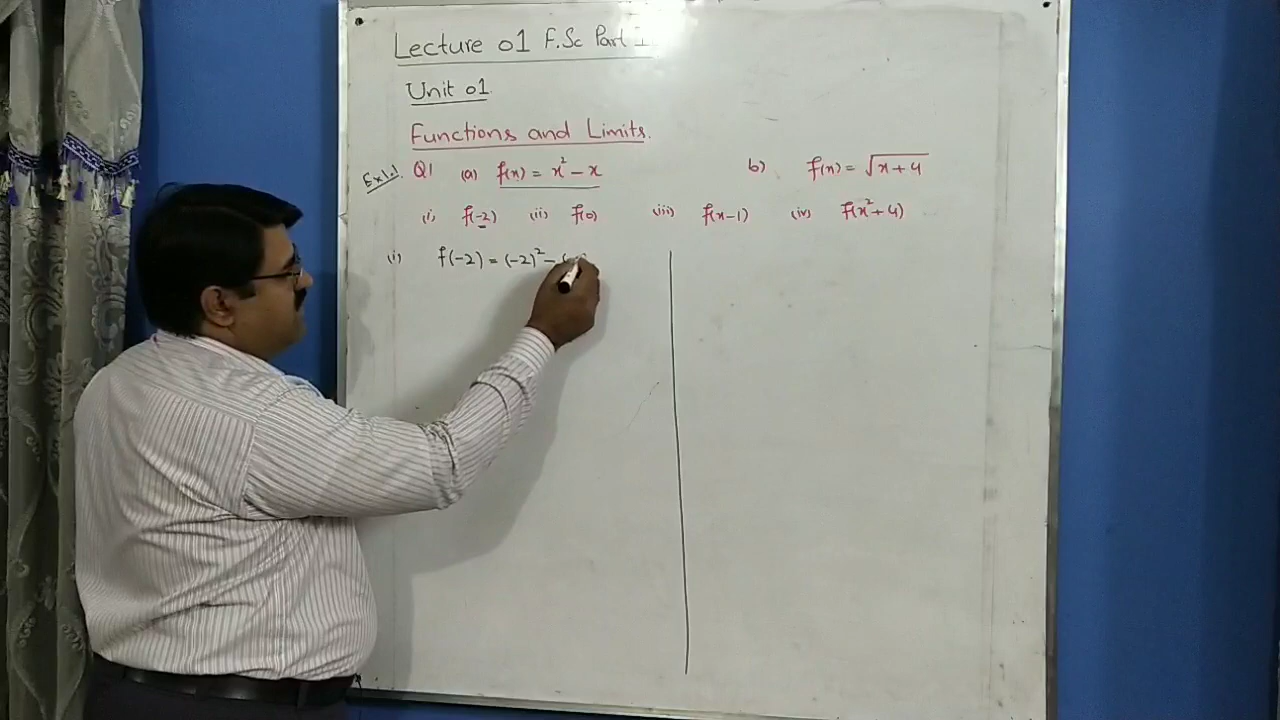 Lecture 01 F.Sc Part I
Unit 01.
Functions and Limits.
Ex1.1. Q1 (a) f(x) = x² - x b) f(x) = √x+4
(i) f(-2) (ii) f(0) (iii) f(x-1) (iv) f(x²+4)
(i) f(-2) = (-2)² - (